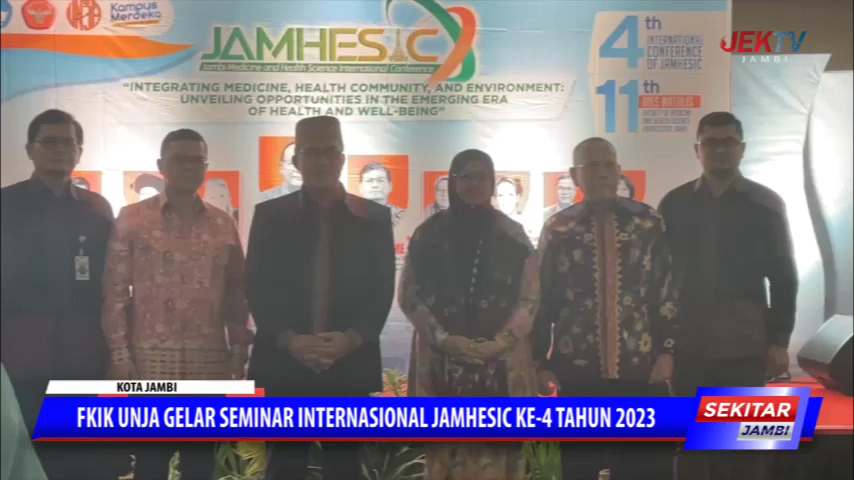 Kampus
Merdeka
JAMHESIC
Jambi Medicine and Health Science International Conference
"INTEGRATING MEDICINE, HEALTH COMMUNITY, AND ENVIRONMENT:
UNVEILING OPPORTUNITIES IN THE EMERGING ERA
OF HEALTH AND WELL-BEING"
4th
INTERNATIONAL
CONFERENCE
OF JAMHESIC
11th
DIES NATALIS
JEKTV
JAMBI
KOTA JAMBI
FKIK UNJA GELAR SEMINAR INTERNASIONAL JAMHESIC KE-4 TAHUN 2023
SEKITAR
JAMBI